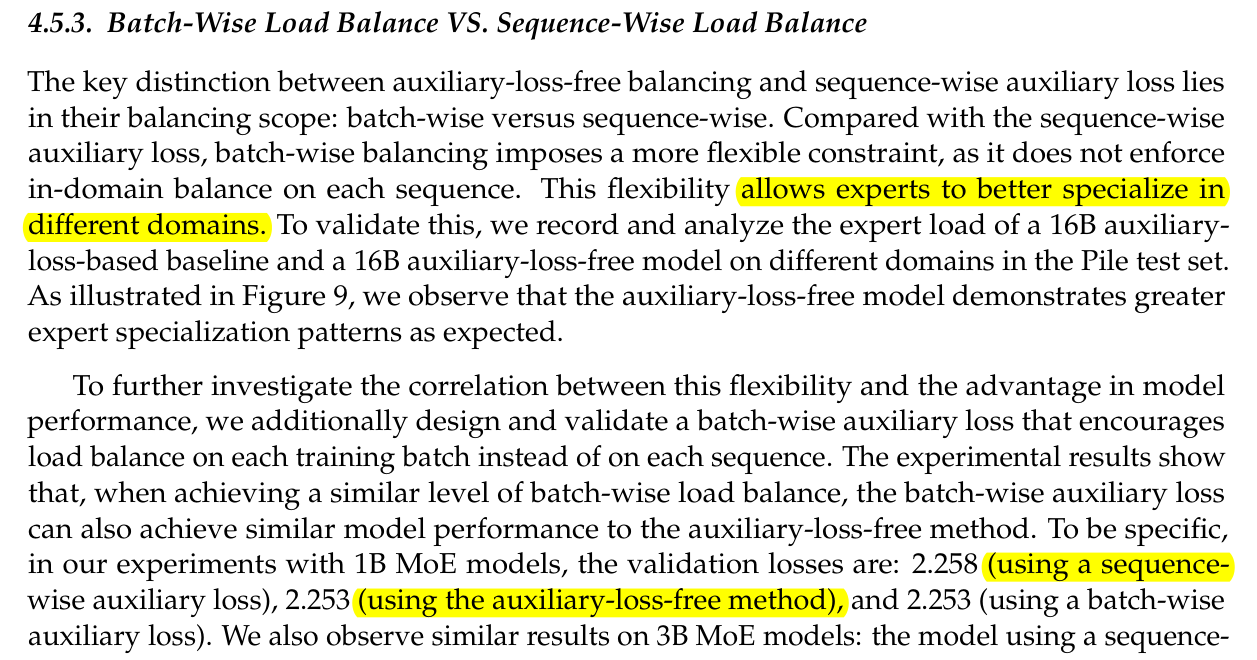 4.5.3. Batch-Wise Load Balance VS. Sequence-Wise Load Balance
The key distinction between auxiliary-loss-free balancing and sequence-wise auxiliary loss lies
in their balancing scope: batch-wise versus sequence-wise. Compared with the sequence-wise
auxiliary loss, batch-wise balancing imposes a more flexible constraint, as it does not enforce
in-domain balance on each sequence. This flexibility allows experts to better specialize in
different domains. To validate this, we record and analyze the expert load of a 16B auxiliary-
loss-based baseline and a 16B auxiliary-loss-free model on different domains in the Pile test set.
As illustrated in Figure 9, we observe that the auxiliary-loss-free model demonstrates greater
expert specialization patterns as expected.
To further investigate the correlation between this flexibility and the advantage in model
performance, we additionally design and validate a batch-wise auxiliary loss that encourages
load balance on each training batch instead of on each sequence. The experimental results show
that, when achieving a similar level of batch-wise load balance, the batch-wise auxiliary loss
can also achieve similar model performance to the auxiliary-loss-free method. To be specific,
in our experiments with 1B MoE models, the validation losses are: 2.258 (using a sequence-
wise auxiliary loss), 2.253 (using the auxiliary-loss-free method), and 2.253 (using a batch-wise
auxiliary loss). We also observe similar results on 3B MoE models: the model using a sequence-